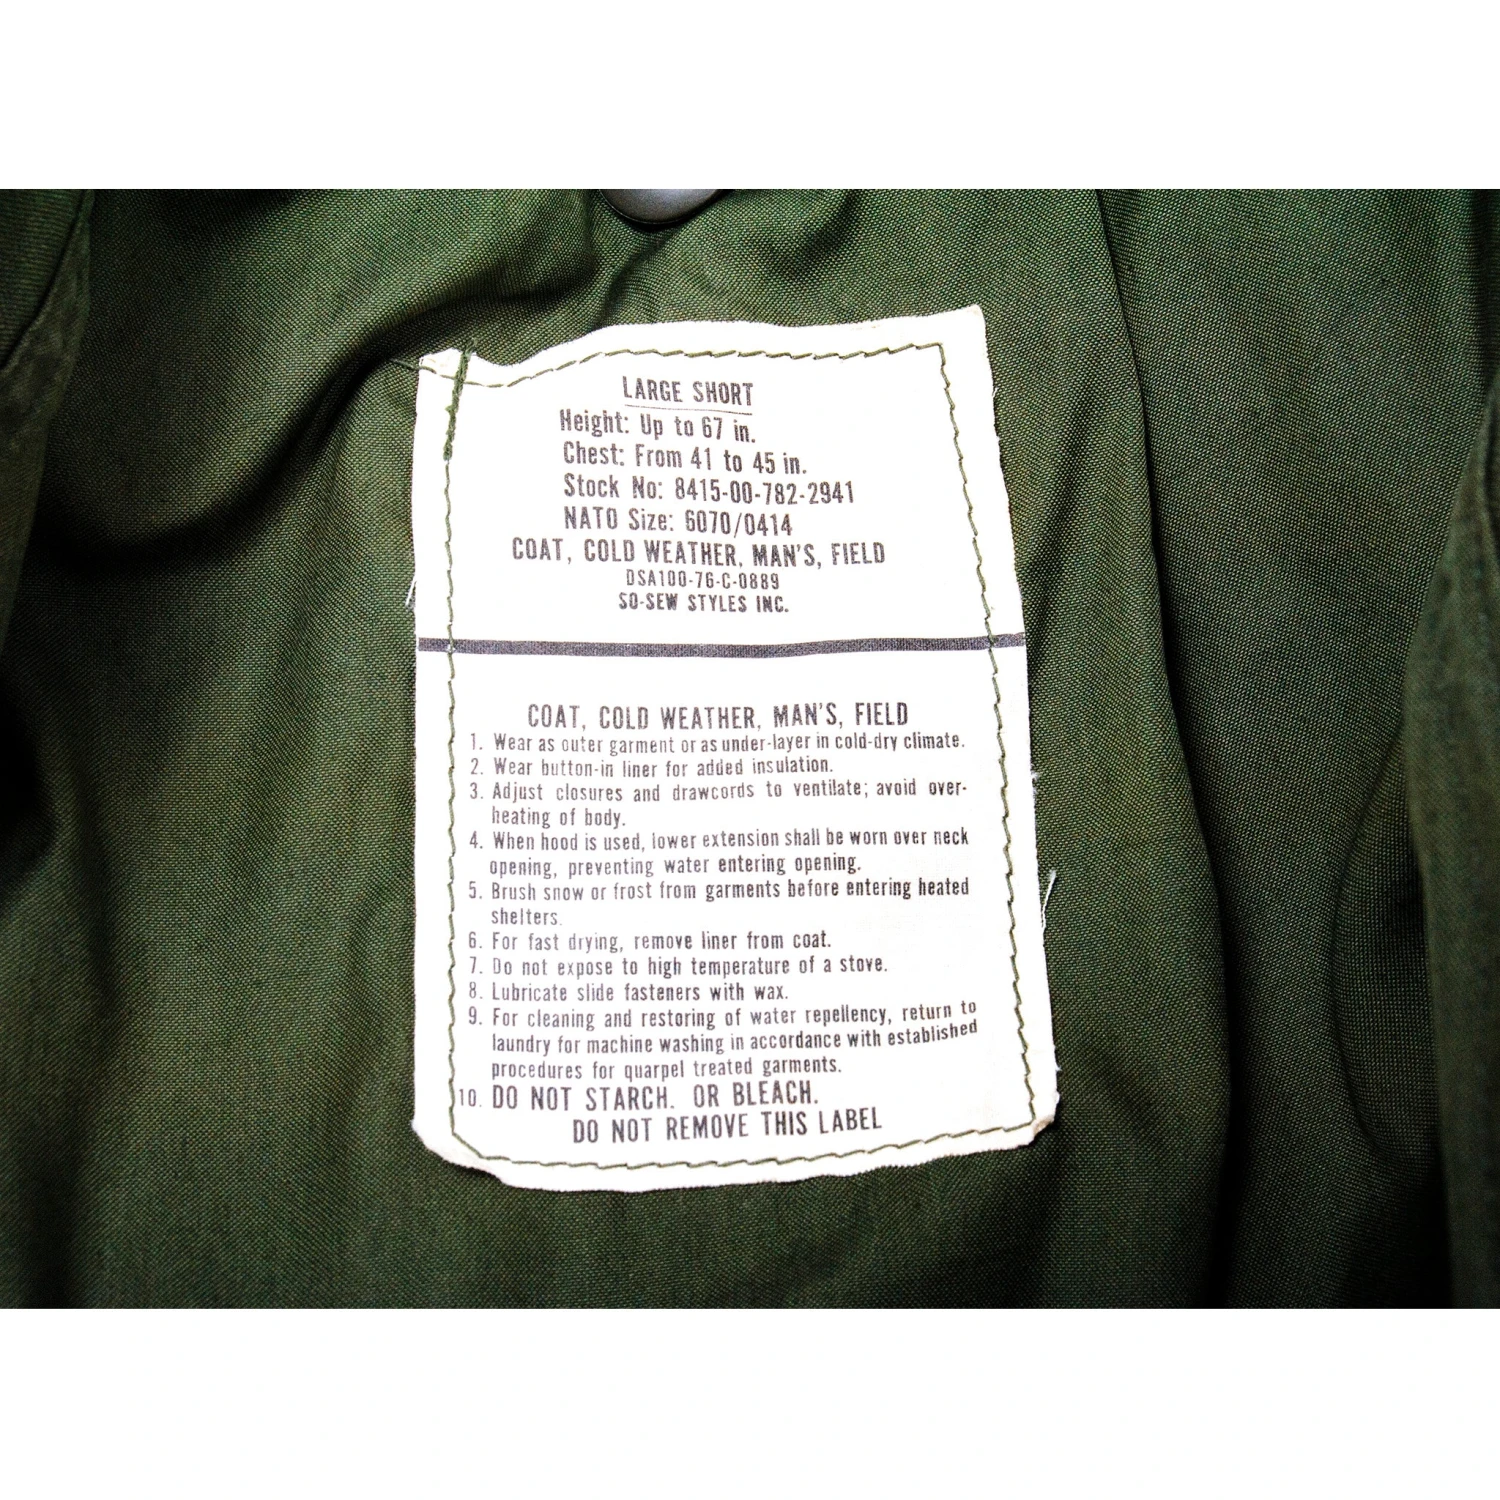 LARGE SHORT
Height: Up to 67 in.
Chest: From 41 to 45 in.
Stock No: 8415-00-782-2941
NATO Size: 6070/0414
COAT, COLD WEATHER, MAN'S, FIELD
DSA100-76-C-0889
SO-SEW STYLES INC.
COAT, COLD WEATHER, MAN'S, FIELD
1. Wear as outer garment or as under-layer in cold-dry climate.
2. Wear button-in liner for added insulation.
3. Adjust closures and drawcords to ventilate; avoid over-
heating of body.
4. When hood is used, lower extension shall be worn over neck
opening, preventing water entering opening.
5. Brush snow or frost from garments before entering heated
shelters.
6. For fast drying, remove liner from coat.
7. Do not expose to high temperature of a stove.
8. Lubricate slide fasteners with wax.
9. For cleaning and restoring of water repellency, return to
laundry for machine washing in accordance with established
procedures for quarpel treated garments.
10. DO NOT STARCH. OR BLEACH.
DO NOT REMOVE THIS LABEL